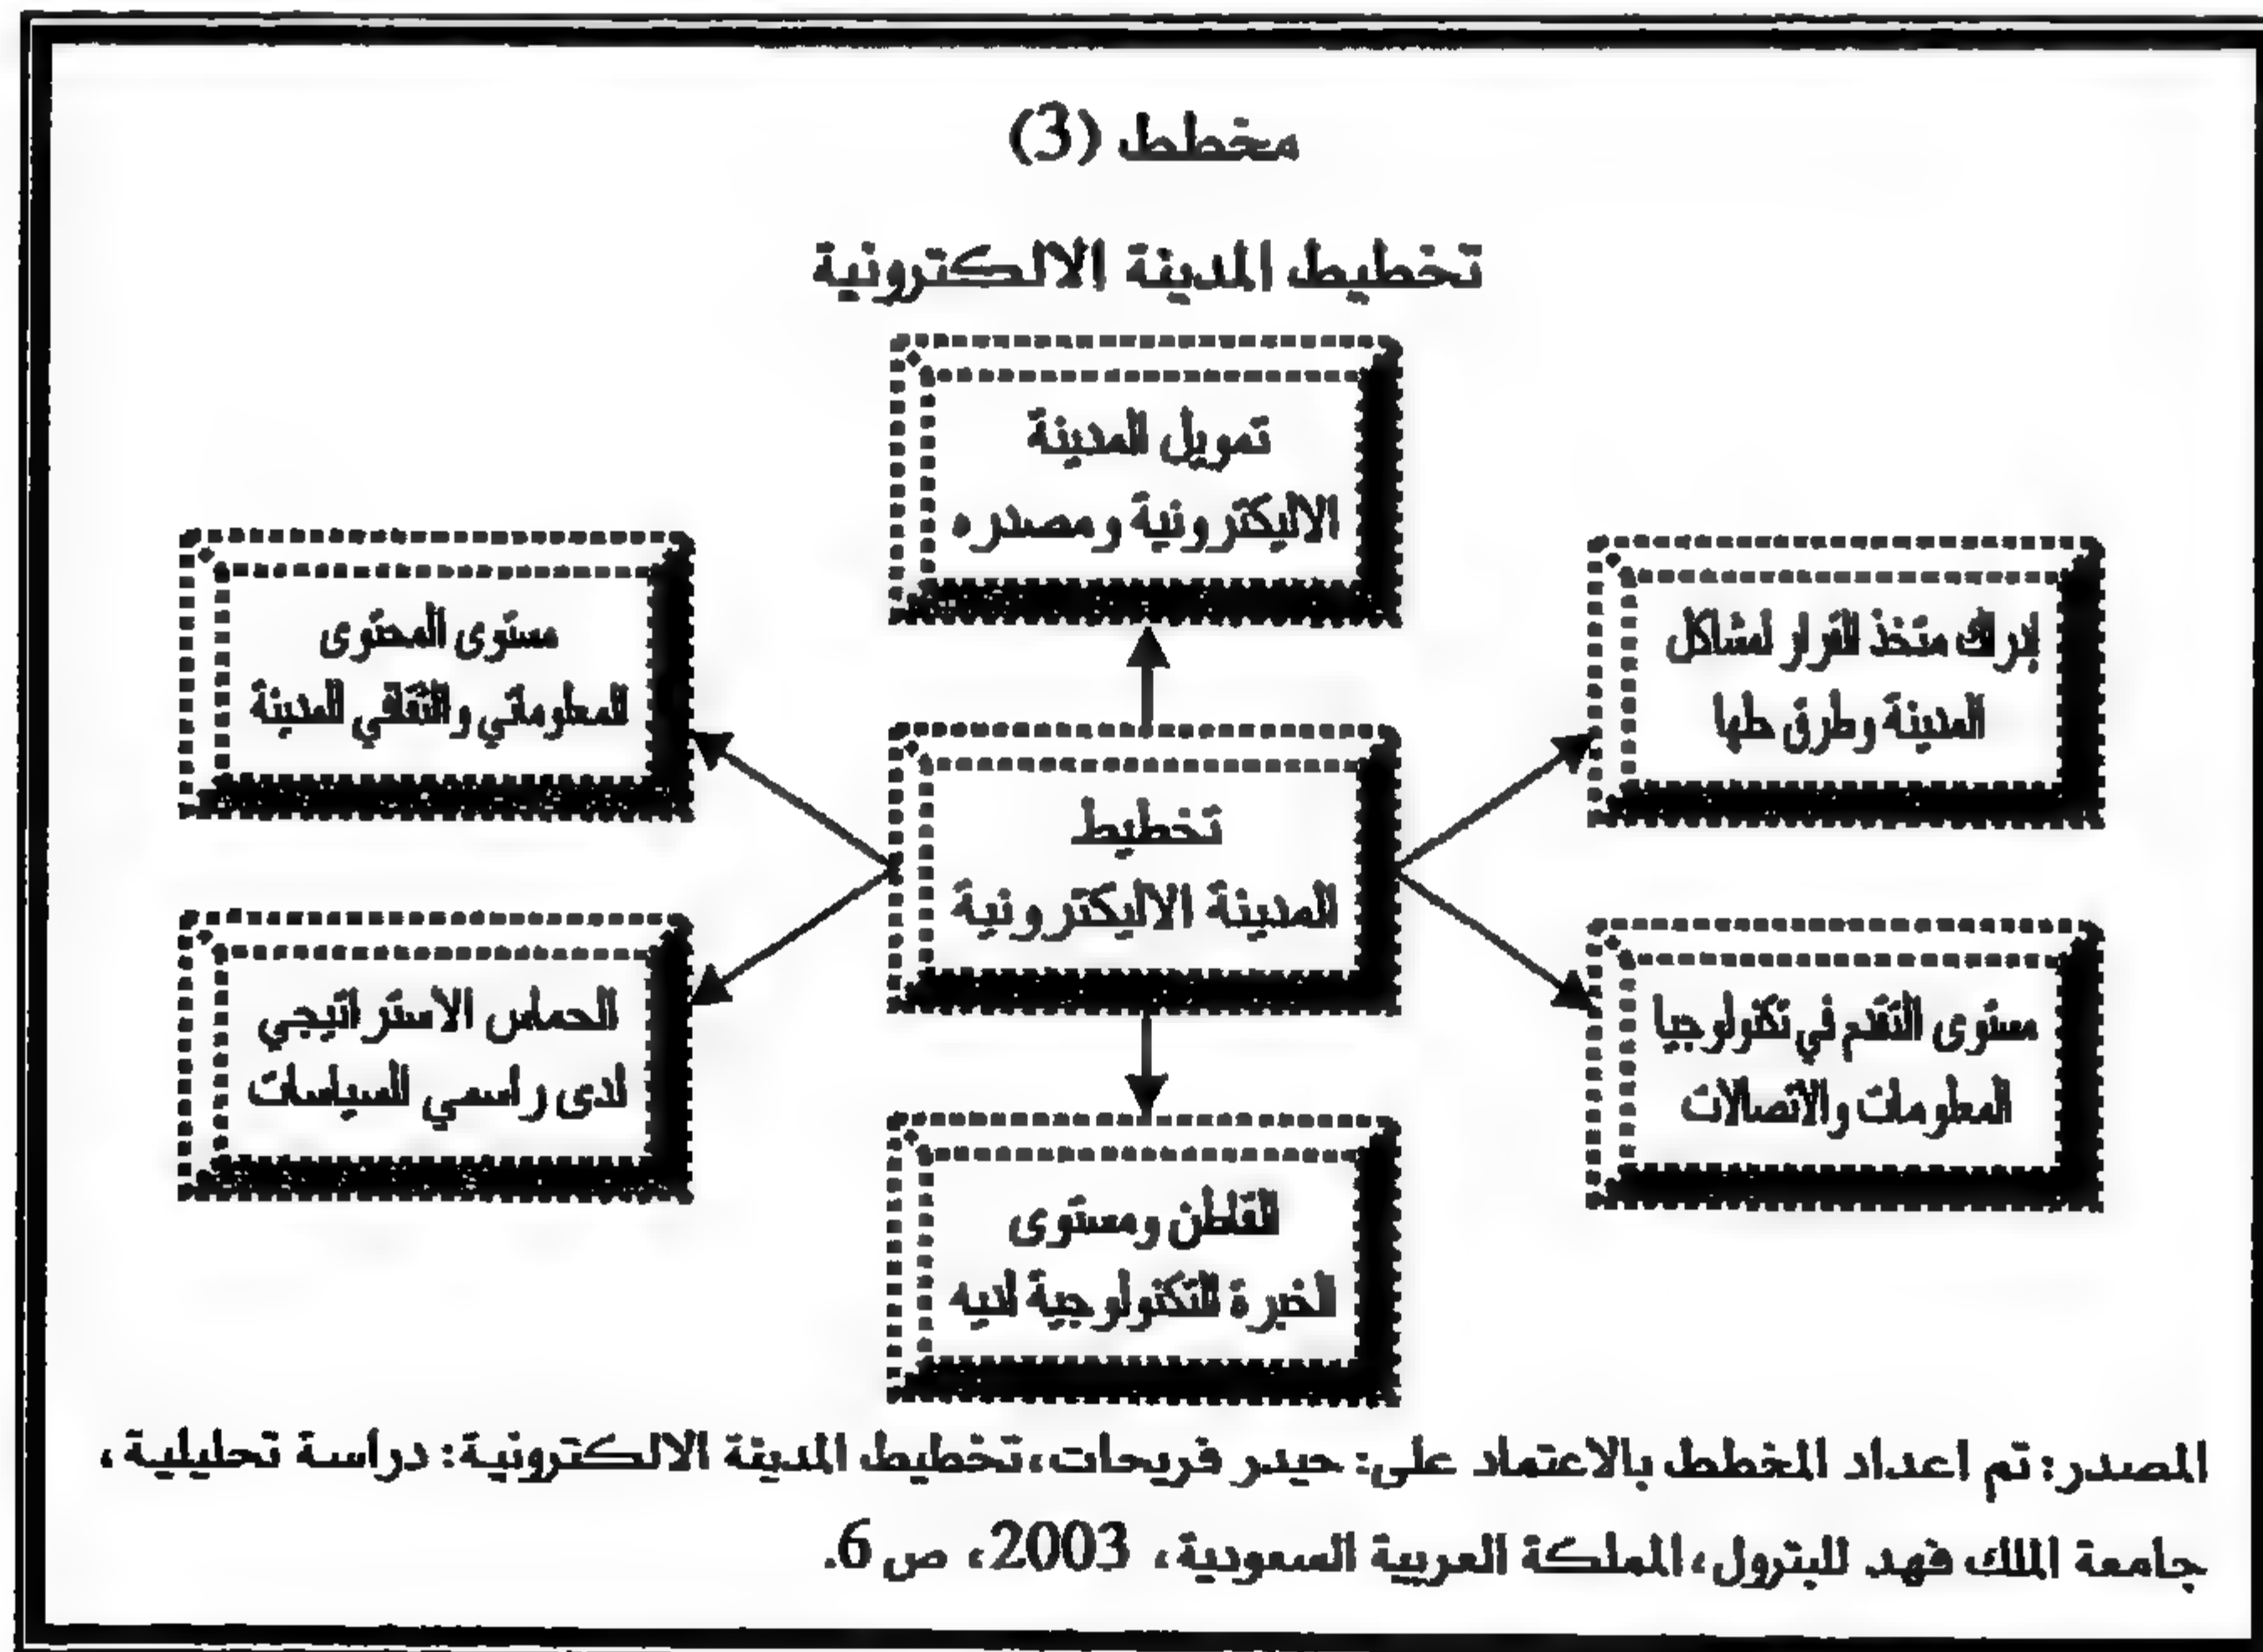 مخطط (3)
تخطيط المدينة الالكترونية
تمويل المدينة
الاليكترونية ومصدره
إدراك متخذ القرار لمشاكل
المدينة وطرق حلها
مستوى المحتوى
المعلوماتي والثقافي للمدينة
تخطيط
المدينة الاليكترونية
مستوى التقدم في تكنولوجيا
المعلومات والاتصالات
الحماس الاستراتيجي
لدى راسمي السياسات
القاطن ومستوى
الخبرة التكنولوجية لديه
المصدر: تم اعداد المخطط بالاعتماد على: حيدر فريحات، تخطيط المدينة الالكترونية: دراسة تحليلية،
جامعة الملك فهد للبترول، المملكة العربية السعودية، 2003، ص 6.